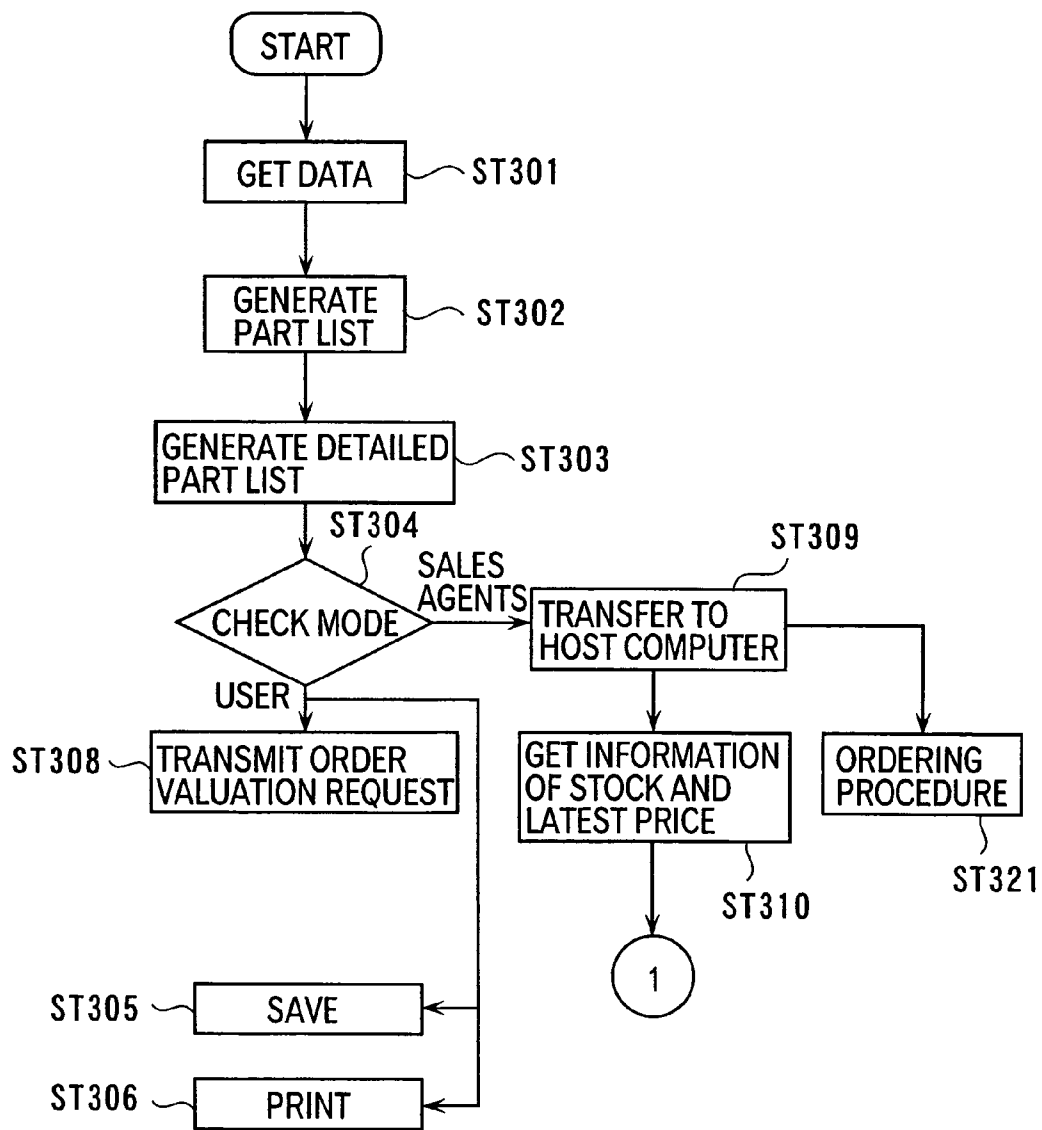 START
GET DATA
ST301
GENERATE
PART LIST
ST302
GENERATE DETAILED
PART LIST
ST303
ST304
CHECK MODE
SALES
AGENTS
ST309
TRANSFER TO
HOST COMPUTER
USER
ST308
TRANSMIT ORDER
VALUATION REQUEST
GET INFORMATION
OF STOCK AND
LATEST PRICE
ST310
ORDERING
PROCEDURE
ST321
1
ST305
SAVE
ST306
PRINT